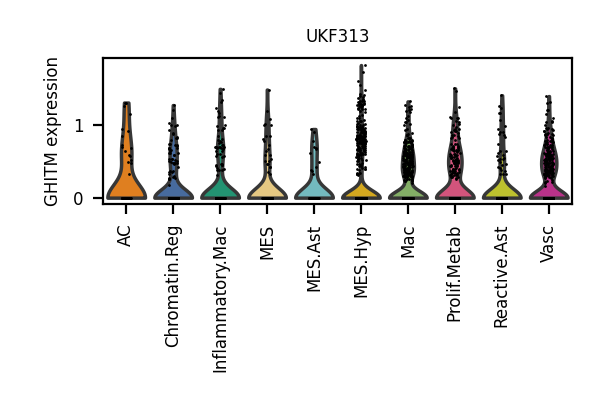 UKF313
GHITM expression
1
0
AC
Chromatin.Reg
Inflammatory.Mac
MES
MES.Ast
MES.Hyp
Mac
Prolif.Metab
Reactive.Ast
Vasc